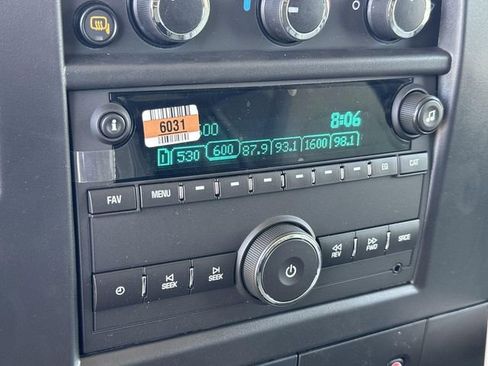 6031
600 8:06
1 530 600 87.9 93.1 1600 98.1
FAV MENU EQ CAT
SEEK SEEK REV FWD SRCE